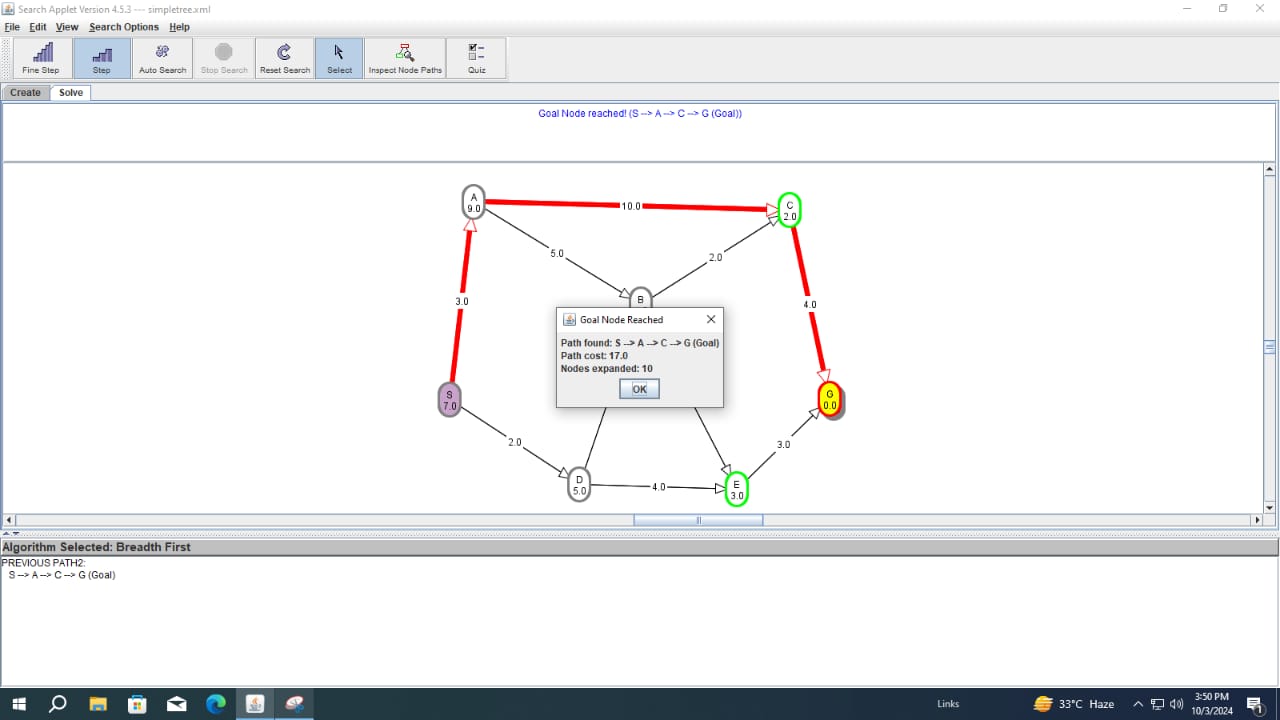 Search Applet Version 4.5.3 --- simpletree.xml
File Edit View Search Options Help
Fine Step Step Auto Search Stop Search Reset Search Select Inspect Node Paths Quiz
Create Solve
Goal Node reached! (S --> A --> C --> G (Goal))
A
9.0
10.0
C
2.0
5.0
2.0
B
3.0
4.0
Goal Node Reached
Path found: S --> A --> C --> G (Goal)
Path cost: 17.0
Nodes expanded: 10
OK
S
7.0
G
0.0
2.0
3.0
D
5.0
4.0
E
3.0
Algorithm Selected: Breadth First
PREVIOUS PATH2:
S --> A --> C --> G (Goal)
Links
33°C Haze
3:50 PM
10/3/2024
1